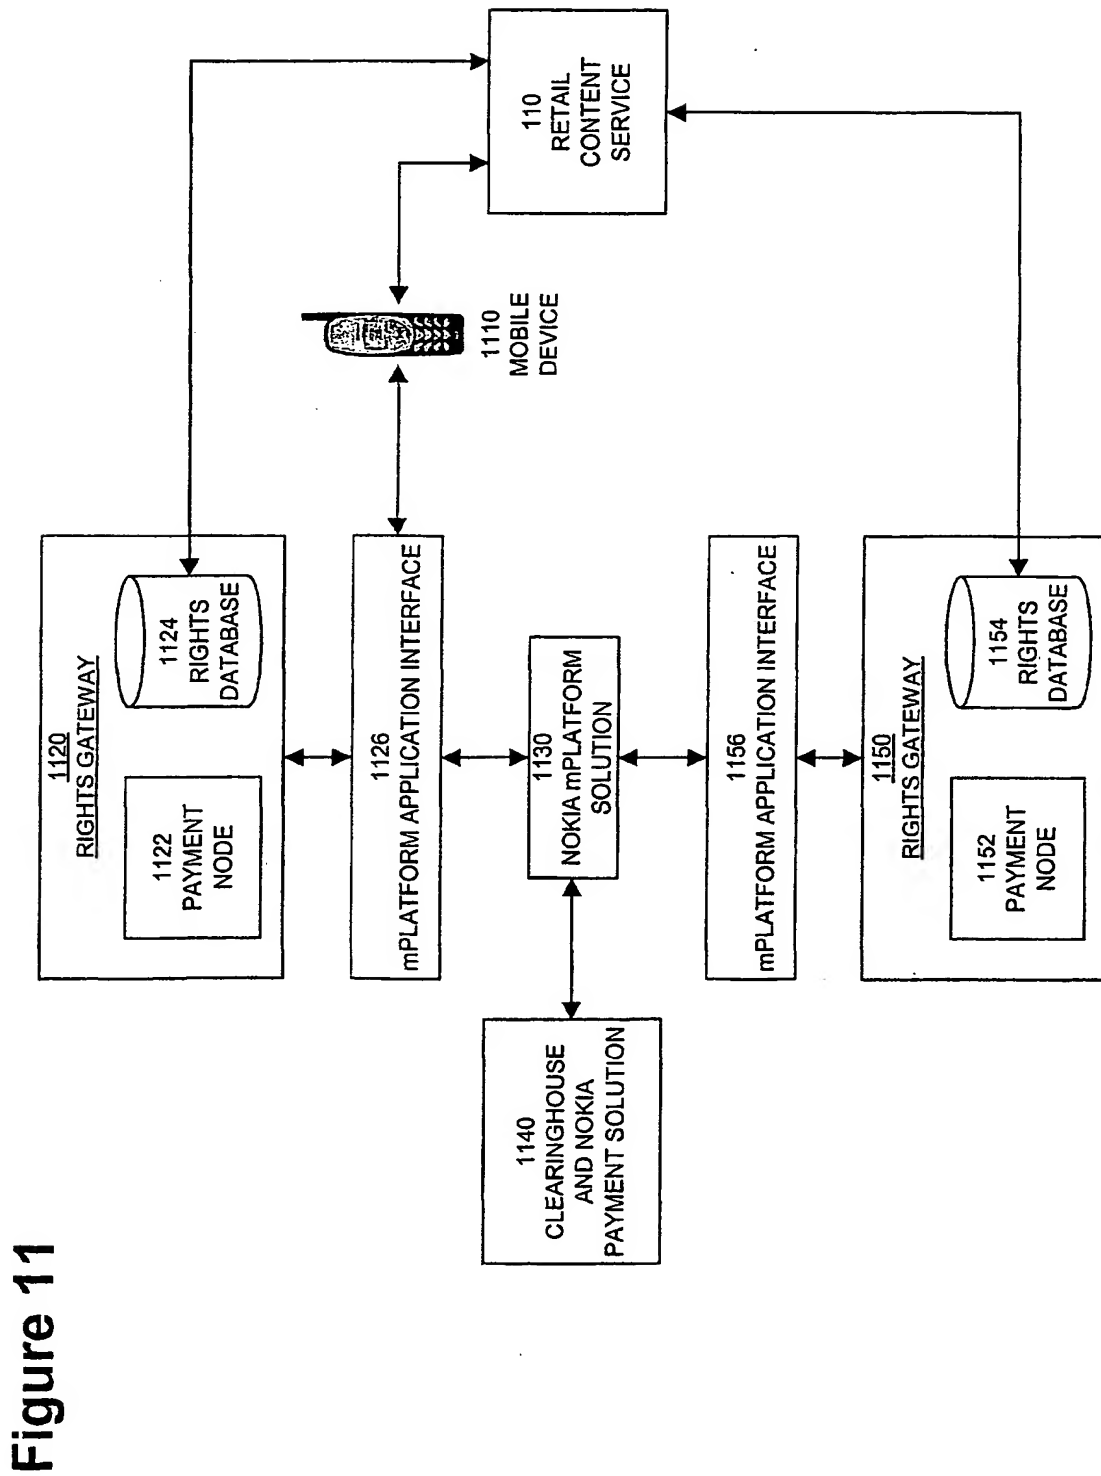 Figure 11
1120
RIGHTS GATEWAY
1122
PAYMENT
NODE
1124
RIGHTS
DATABASE
1126
mPLATFORM APPLICATION INTERFACE
1110
MOBILE
DEVICE
1140
CLEARINGHOUSE
AND NOKIA
PAYMENT SOLUTION
1130
NOKIA mPLATFORM
SOLUTION
110
RETAIL
CONTENT
SERVICE
1156
mPLATFORM APPLICATION INTERFACE
1150
RIGHTS GATEWAY
1152
PAYMENT
NODE
1154
RIGHTS
DATABASE